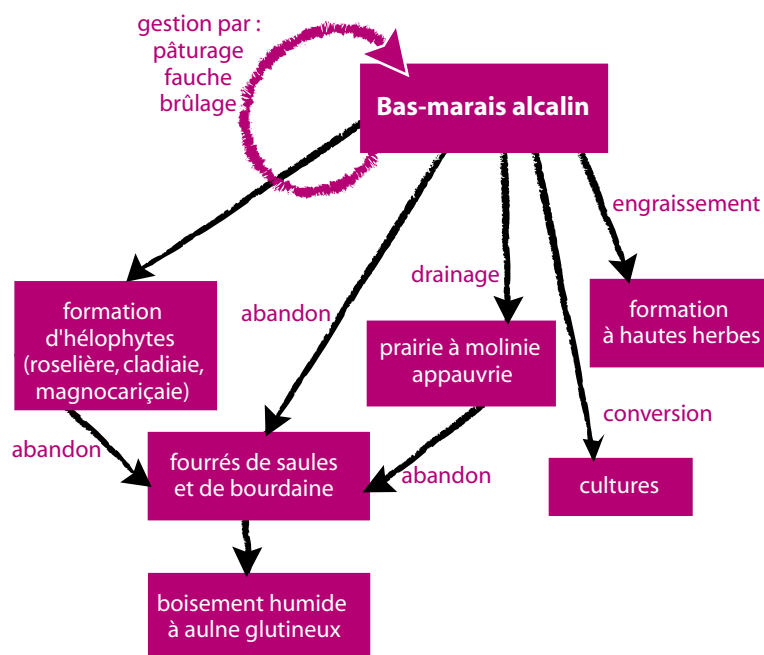 gestion par :
pâturage
fauche
brûlage
Bas-marais alcalin
engraissement
drainage
abandon
formation
d'hélophytes
(roselière, cladiaie,
magnocariçaie)
formation
à hautes herbes
prairie à molinie
appauvrie
conversion
abandon
fourrés de saules
et de bourdaine
abandon
cultures
boisement humide
à aulne glutineux